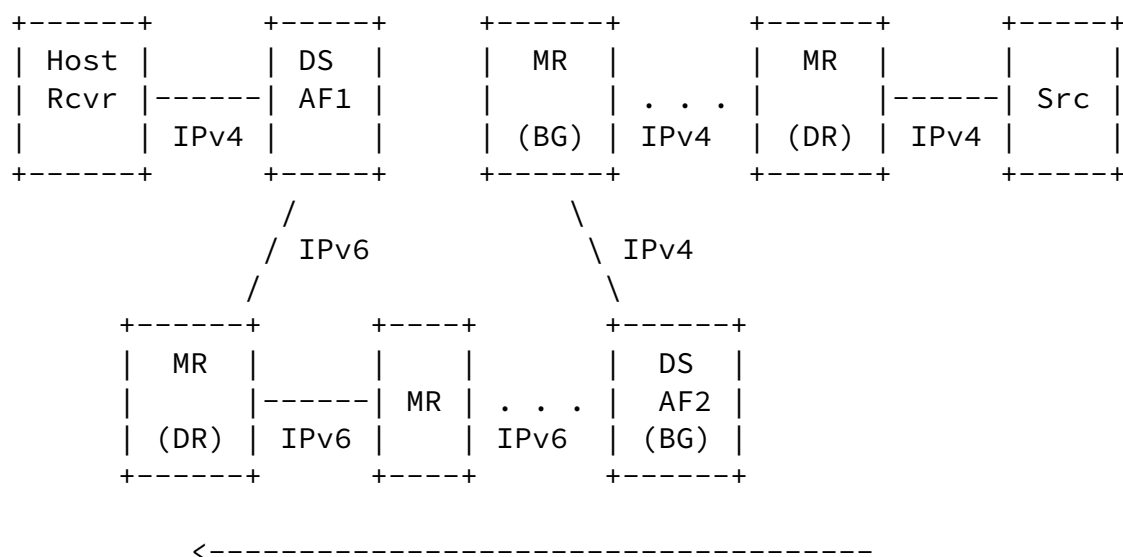 +------+ +-----+ +------+ +------+ +-----+
| Host | | DS | | MR | | MR | | |
| Rcvr |------| AF1 | | | . . . | |------| Src |
| | IPv4 | | | (BG) | IPv4 | (DR) | IPv4 | |
+------+ +-----+ +------+ +------+ +-----+
/ \
/ IPv6 \ IPv4
/ \
+------+ +----+ +------+
| MR | | | | DS |
| |------| MR | . . . | AF2 |
| (DR) | IPv6 | | IPv6 | (BG) |
+------+ +----+ +------+
<-------------------------------------